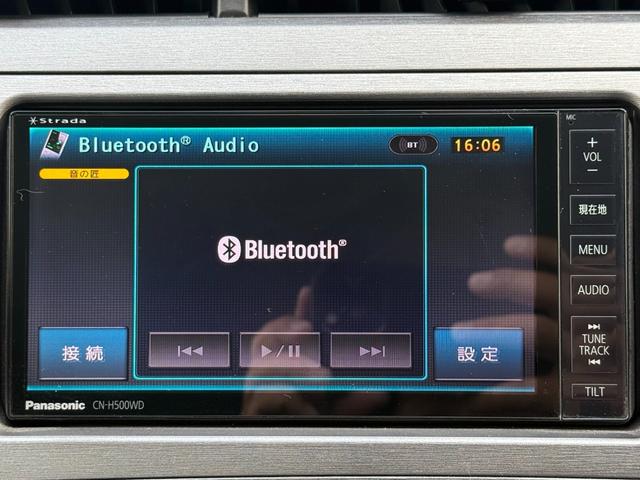 Strada
MIC
Bluetooth® Audio
BT
16:06
音の匠
Bluetooth®
接続
設定
+
VOL
−
現在地
MENU
AUDIO
TUNE
TRACK
TILT
Panasonic CN-H500WD